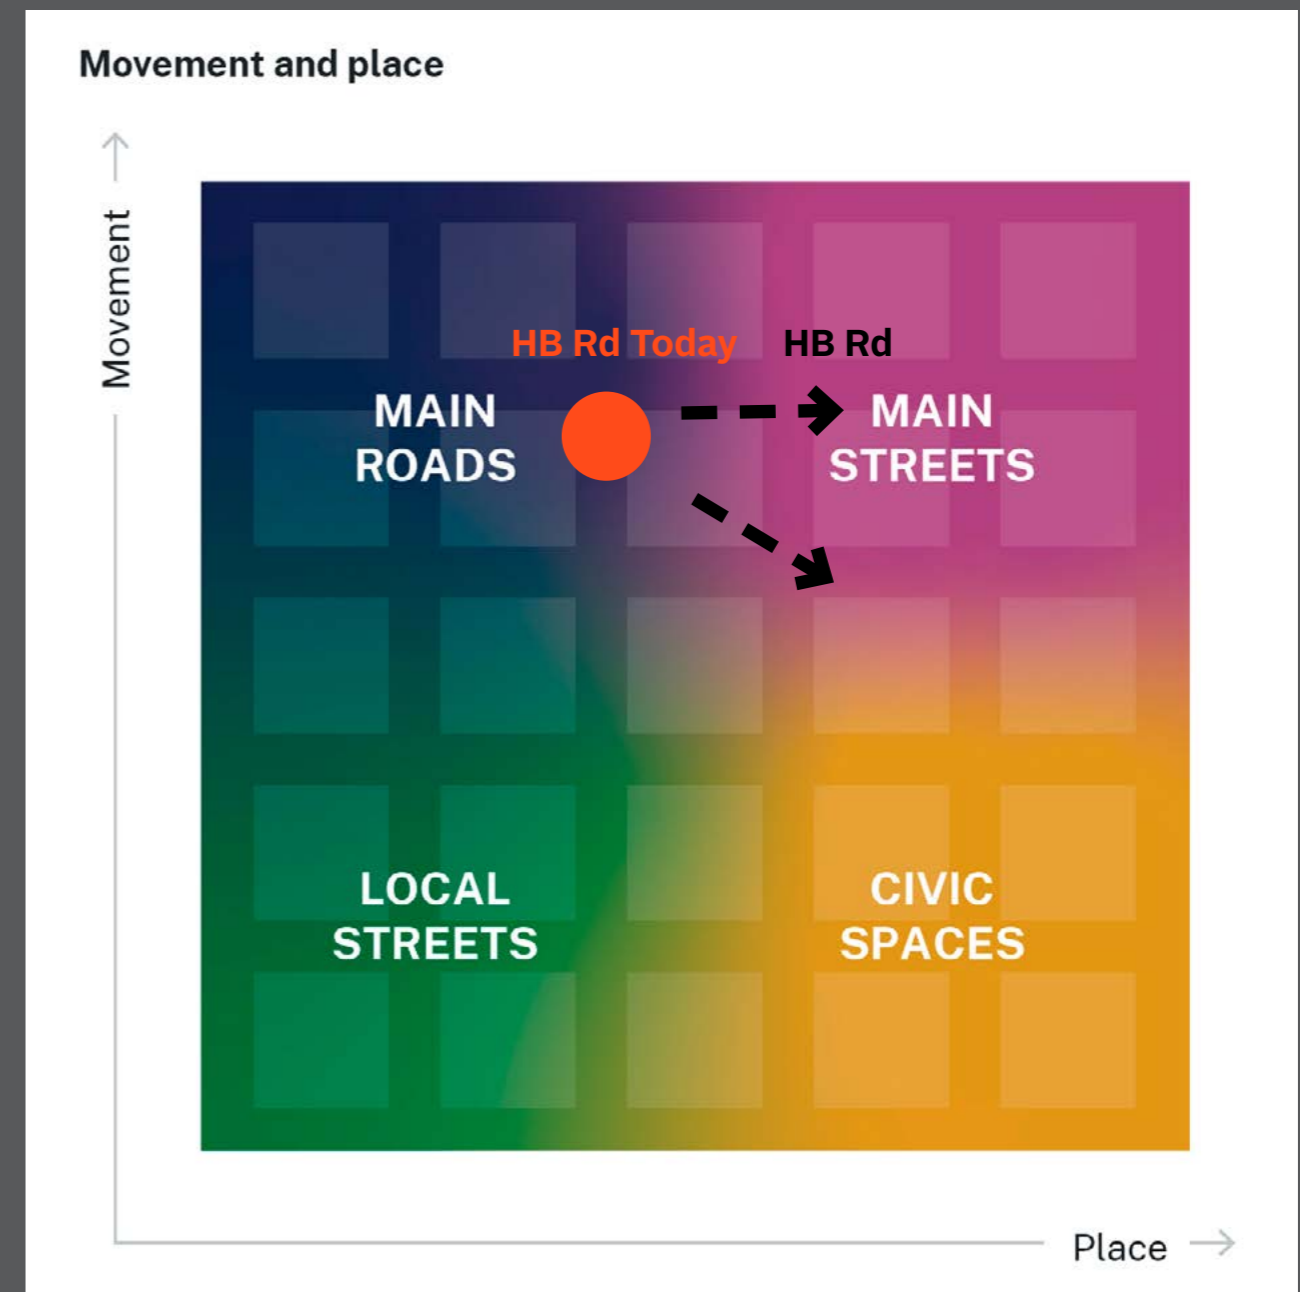 Movement and place
Movement
HB Rd Today
HB Rd
MAIN
ROADS
MAIN
STREETS
LOCAL
STREETS
CIVIC
SPACES
Place